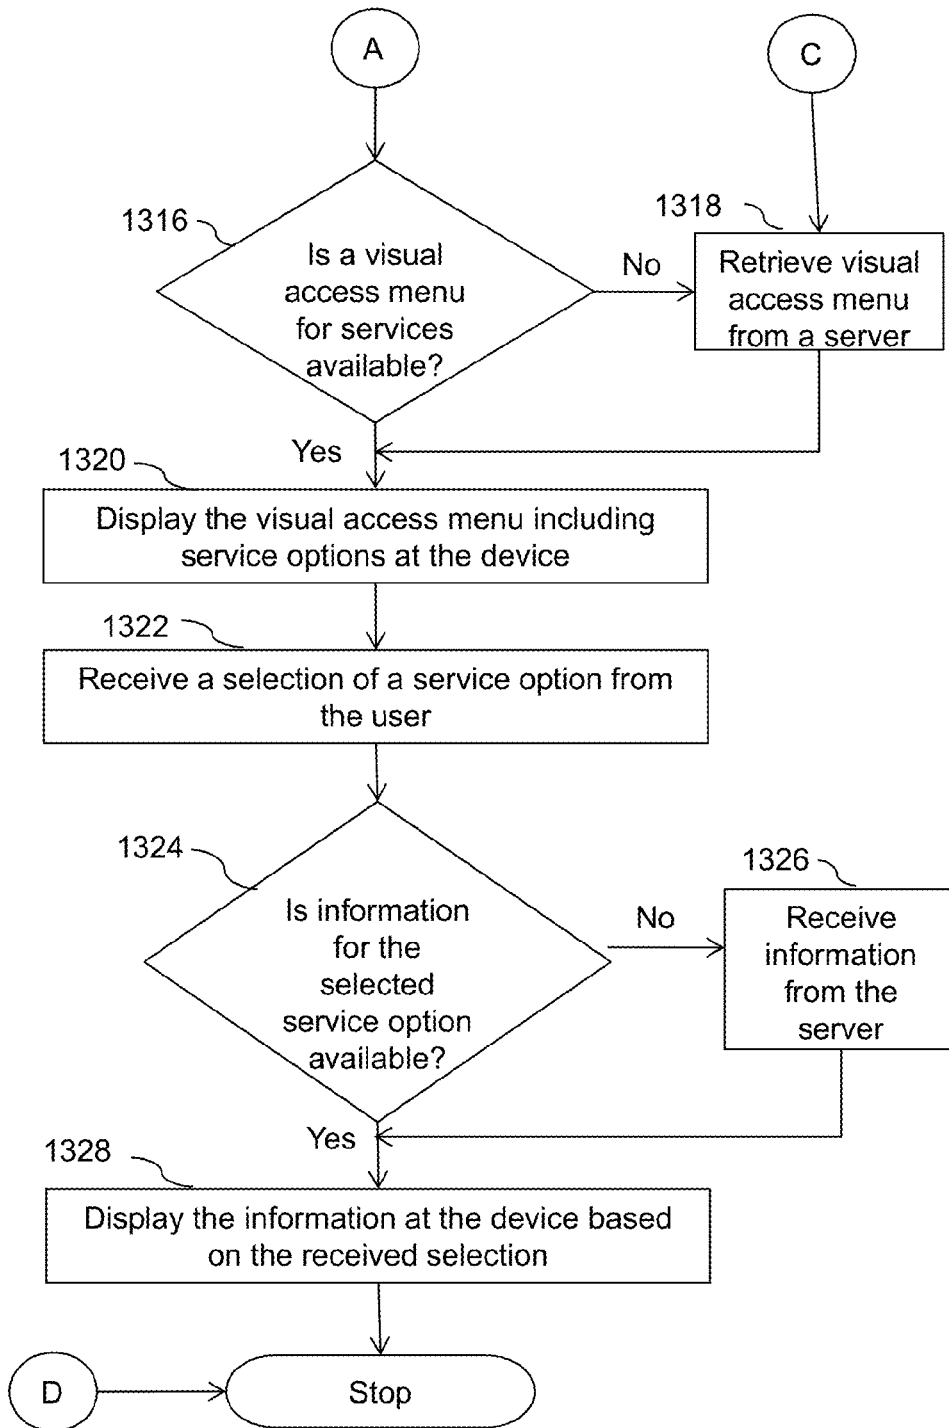 A
C
1316
1318
Is a visual
access menu
for services
available?
No
Retrieve visual
access menu
from a server
Yes
1320
Display the visual access menu including
service options at the device
1322
Receive a selection of a service option from
the user
1324
1326
Is information
for the
selected
service option
available?
No
Receive
information
from the
server
Yes
1328
Display the information at the device based
on the received selection
D
Stop